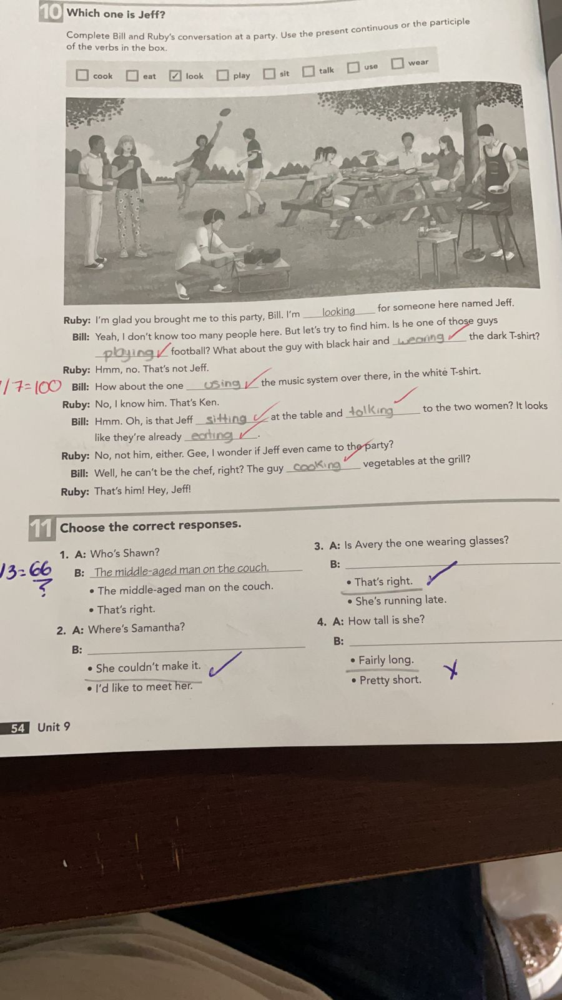 10 Which one is Jeff?
Complete Bill and Ruby's conversation at a party. Use the present continuous or the participle
of the verbs in the box.
cook eat ✓ look play sit talk use wear
Ruby: I'm glad you brought me to this party, Bill. I'm looking for someone here named Jeff.
Bill: Yeah, I don't know too many people here. But let's try to find him. Is he one of those guys
playing football? What about the guy with black hair and wearing the dark T-shirt?
Ruby: Hmm, no. That's not Jeff.
/7=100 Bill: How about the one using the music system over there, in the white T-shirt.
Ruby: No, I know him. That's Ken.
Bill: Hmm. Oh, is that Jeff sitting at the table and talking to the two women? It looks
like they're already eating.
Ruby: No, not him, either. Gee, I wonder if Jeff even came to the party?
Bill: Well, he can't be the chef, right? The guy cooking vegetables at the grill?
Ruby: That's him! Hey, Jeff!
11 Choose the correct responses.
1. A: Who's Shawn?
/3=66
?
B: The middle-aged man on the couch.
• The middle-aged man on the couch.
• That's right.
2. A: Where's Samantha?
B:
• She couldn't make it.
• I'd like to meet her.
3. A: Is Avery the one wearing glasses?
B:
• That's right.
• She's running late.
4. A: How tall is she?
B:
• Fairly long.
• Pretty short.
54 Unit 9